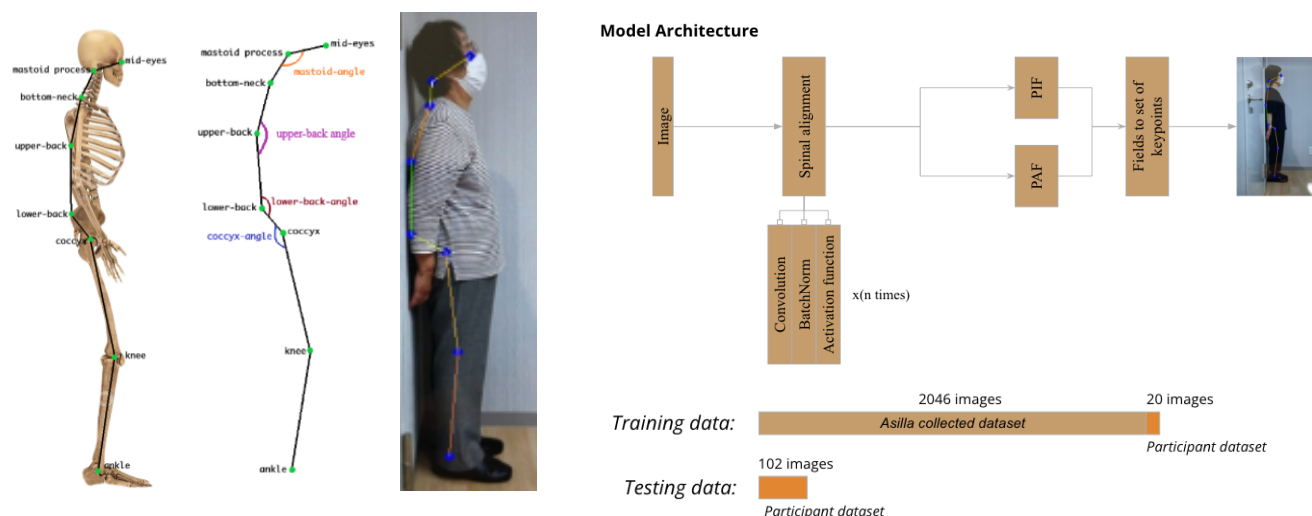 mid-eyes
mastoid process
bottom-neck
upper-back
lower-back
coccyx
knee
ankle
mid-eyes
mastoid process
mastoid-angle
bottom-neck
upper-back
upper-back angle
lower-back
lower-back-angle
coccyx-angle
coccyx
knee
ankle
Model Architecture
Image
Spinal alignment
PIF
PAF
Fields to set of
keypoints
Convolution
BatchNorm
Activation function
x(n times)
2046 images
20 images
Training data:
Asilla collected dataset
Participant dataset
102 images
Testing data:
Participant dataset